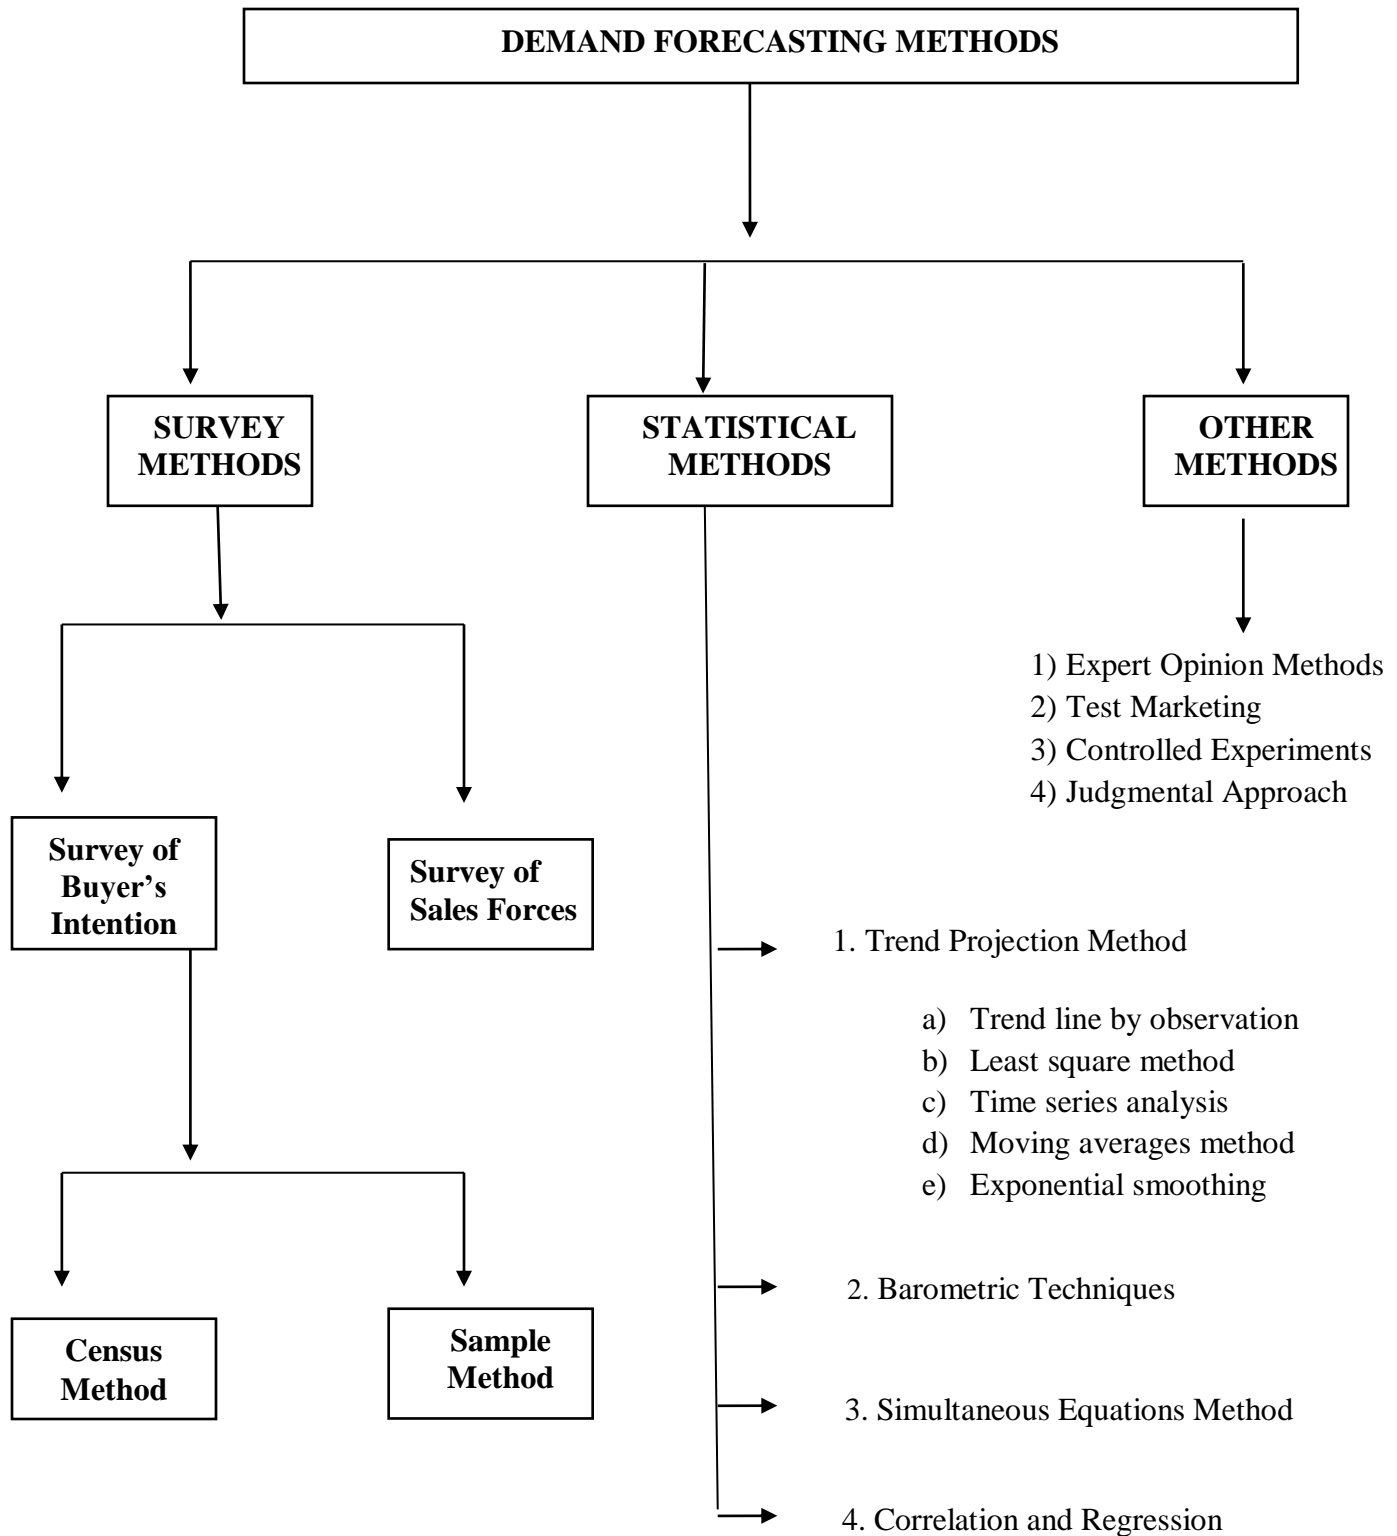 DEMAND FORECASTING METHODS
SURVEY
METHODS
STATISTICAL
METHODS
OTHER
METHODS
1) Expert Opinion Methods
2) Test Marketing
3) Controlled Experiments
4) Judgmental Approach
Survey of
Buyer’s
Intention
Survey of
Sales Forces
1. Trend Projection Method
a) Trend line by observation
b) Least square method
c) Time series analysis
d) Moving averages method
e) Exponential smoothing
2. Barometric Techniques
Census
Method
Sample
Method
3. Simultaneous Equations Method
4. Correlation and Regression